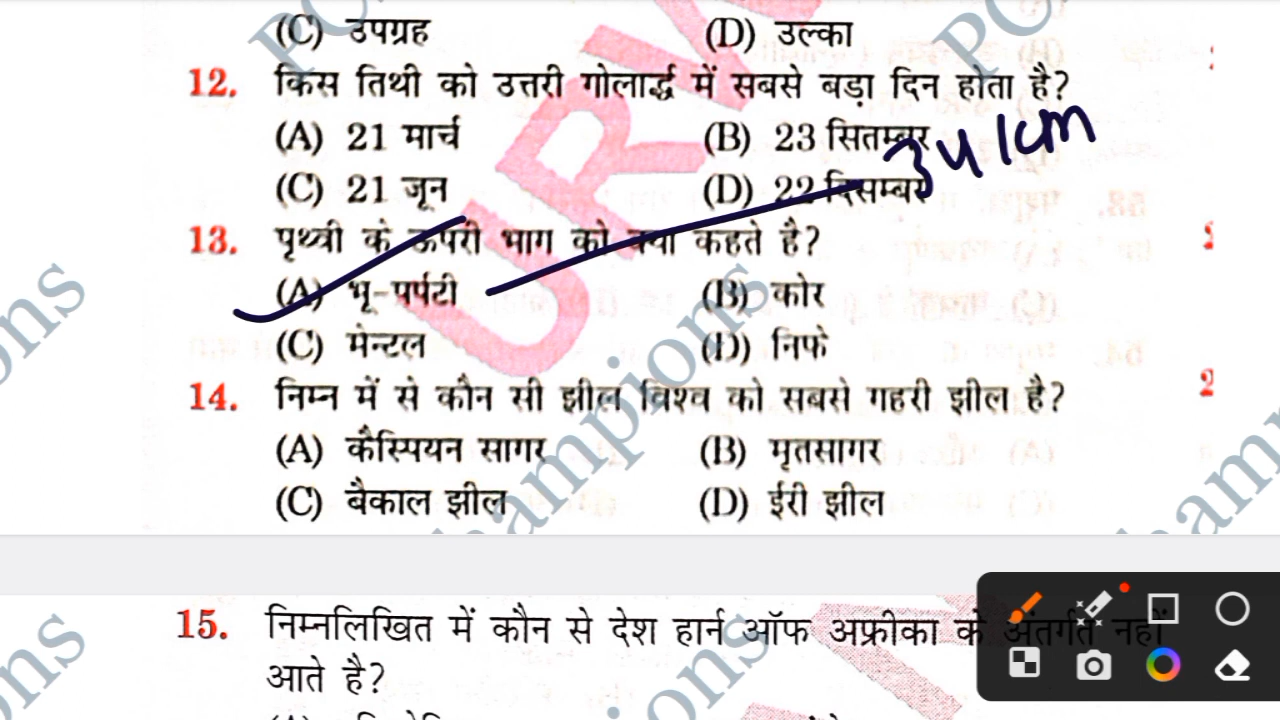 (C) उपग्रह (D) उल्का
12. किस तिथी को उत्तरी गोलार्द्ध में सबसे बड़ा दिन होता है?
(A) 21 मार्च (B) 23 सितम्बर
(C) 21 जून (D) 22 दिसम्बर
34 1cm
13. पृथ्वी के ऊपरी भाग को क्या कहते है?
(A) भू-पर्पटी (B) कोर
(C) मेन्टल (D) निफे
14. निम्न में से कौन सी झील विश्व को सबसे गहरी झील है?
(A) कैस्पियन सागर (B) मृतसागर
(C) बैकाल झील (D) ईरी झील
15. निम्नलिखित में कौन से देश हार्न ऑफ अफ्रीका के अंतर्गत नहीं
आते है?